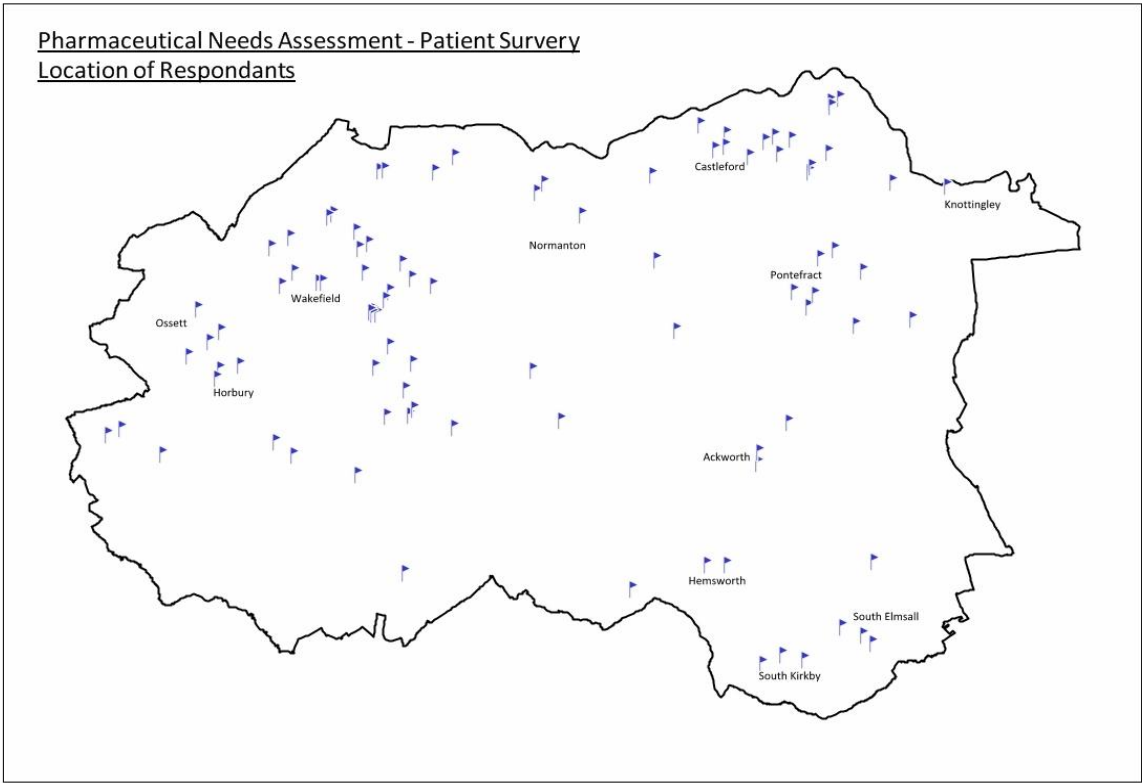 Pharmaceutical Needs Assessment - Patient Survery
Location of Respondants
Castleford
Knottingley
Normanton
Pontefract
Wakefield
Ossett
Horbury
Ackworth
Hemsworth
South Elmsall
South Kirkby